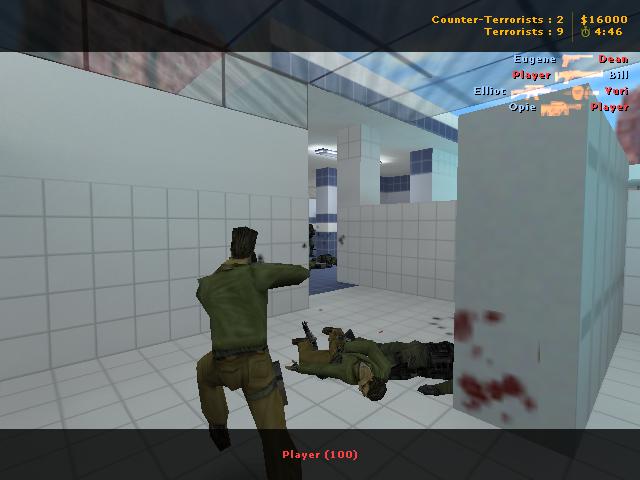 Counter-Terrorists : 2 $16000
Terrorists : 9 4:46
Eugene Dean
Player Bill
Elliot Yuri
Opie Player
Player (100)